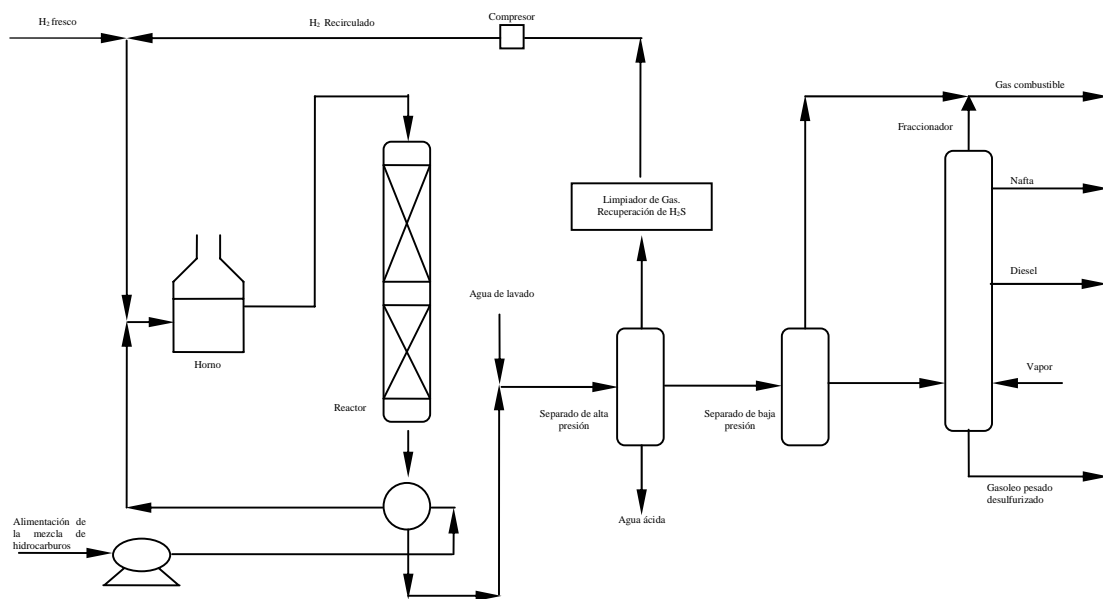 Compresor
H2 fresco
H2 Recirculado
Gas combustible
Fraccionador
Nafta
Limpiador de Gas.
Recuperación de H2S
Diesel
Agua de lavado
Horno
Vapor
Reactor
Separado de alta
presión
Separado de baja
presión
Gasoleo pesado
desulfurizado
Agua ácida
Alimentación de
la mezcla de
hidrocarburos